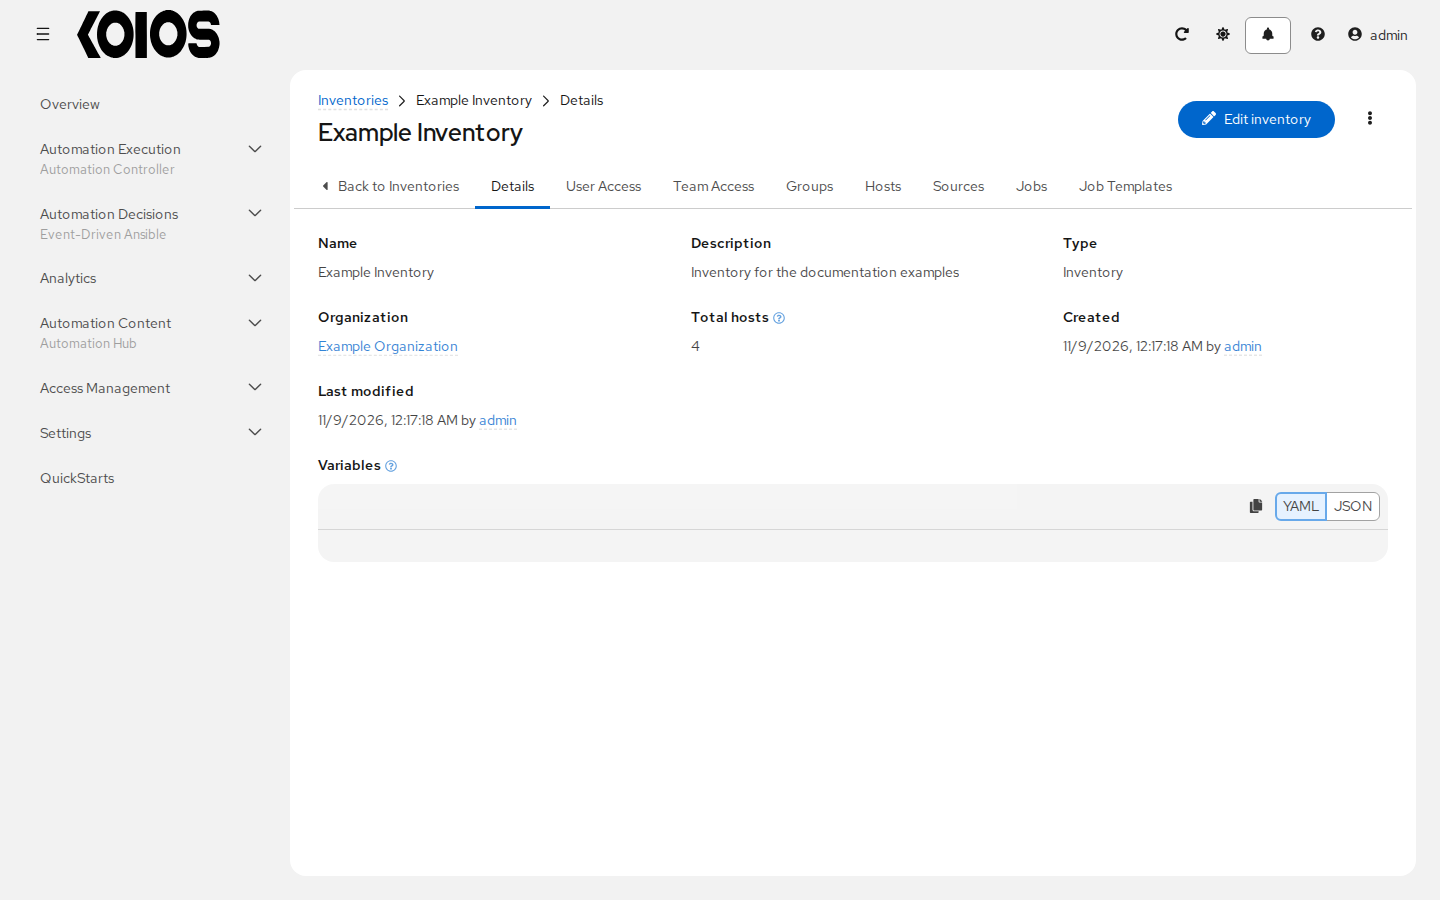 KOIOS
admin
Overview
Automation Execution
Automation Controller
Automation Decisions
Event-Driven Ansible
Analytics
Automation Content
Automation Hub
Access Management
Settings
QuickStarts
Inventories > Example Inventory > Details
Example Inventory
Edit inventory
Back to Inventories Details User Access Team Access Groups Hosts Sources Jobs Job Templates
Name Description Type
Example Inventory Inventory for the documentation examples Inventory
Organization Total hosts Created
Example Organization 4 11/9/2026, 12:17:18 AM by admin
Last modified
11/9/2026, 12:17:18 AM by admin
Variables
YAML JSON